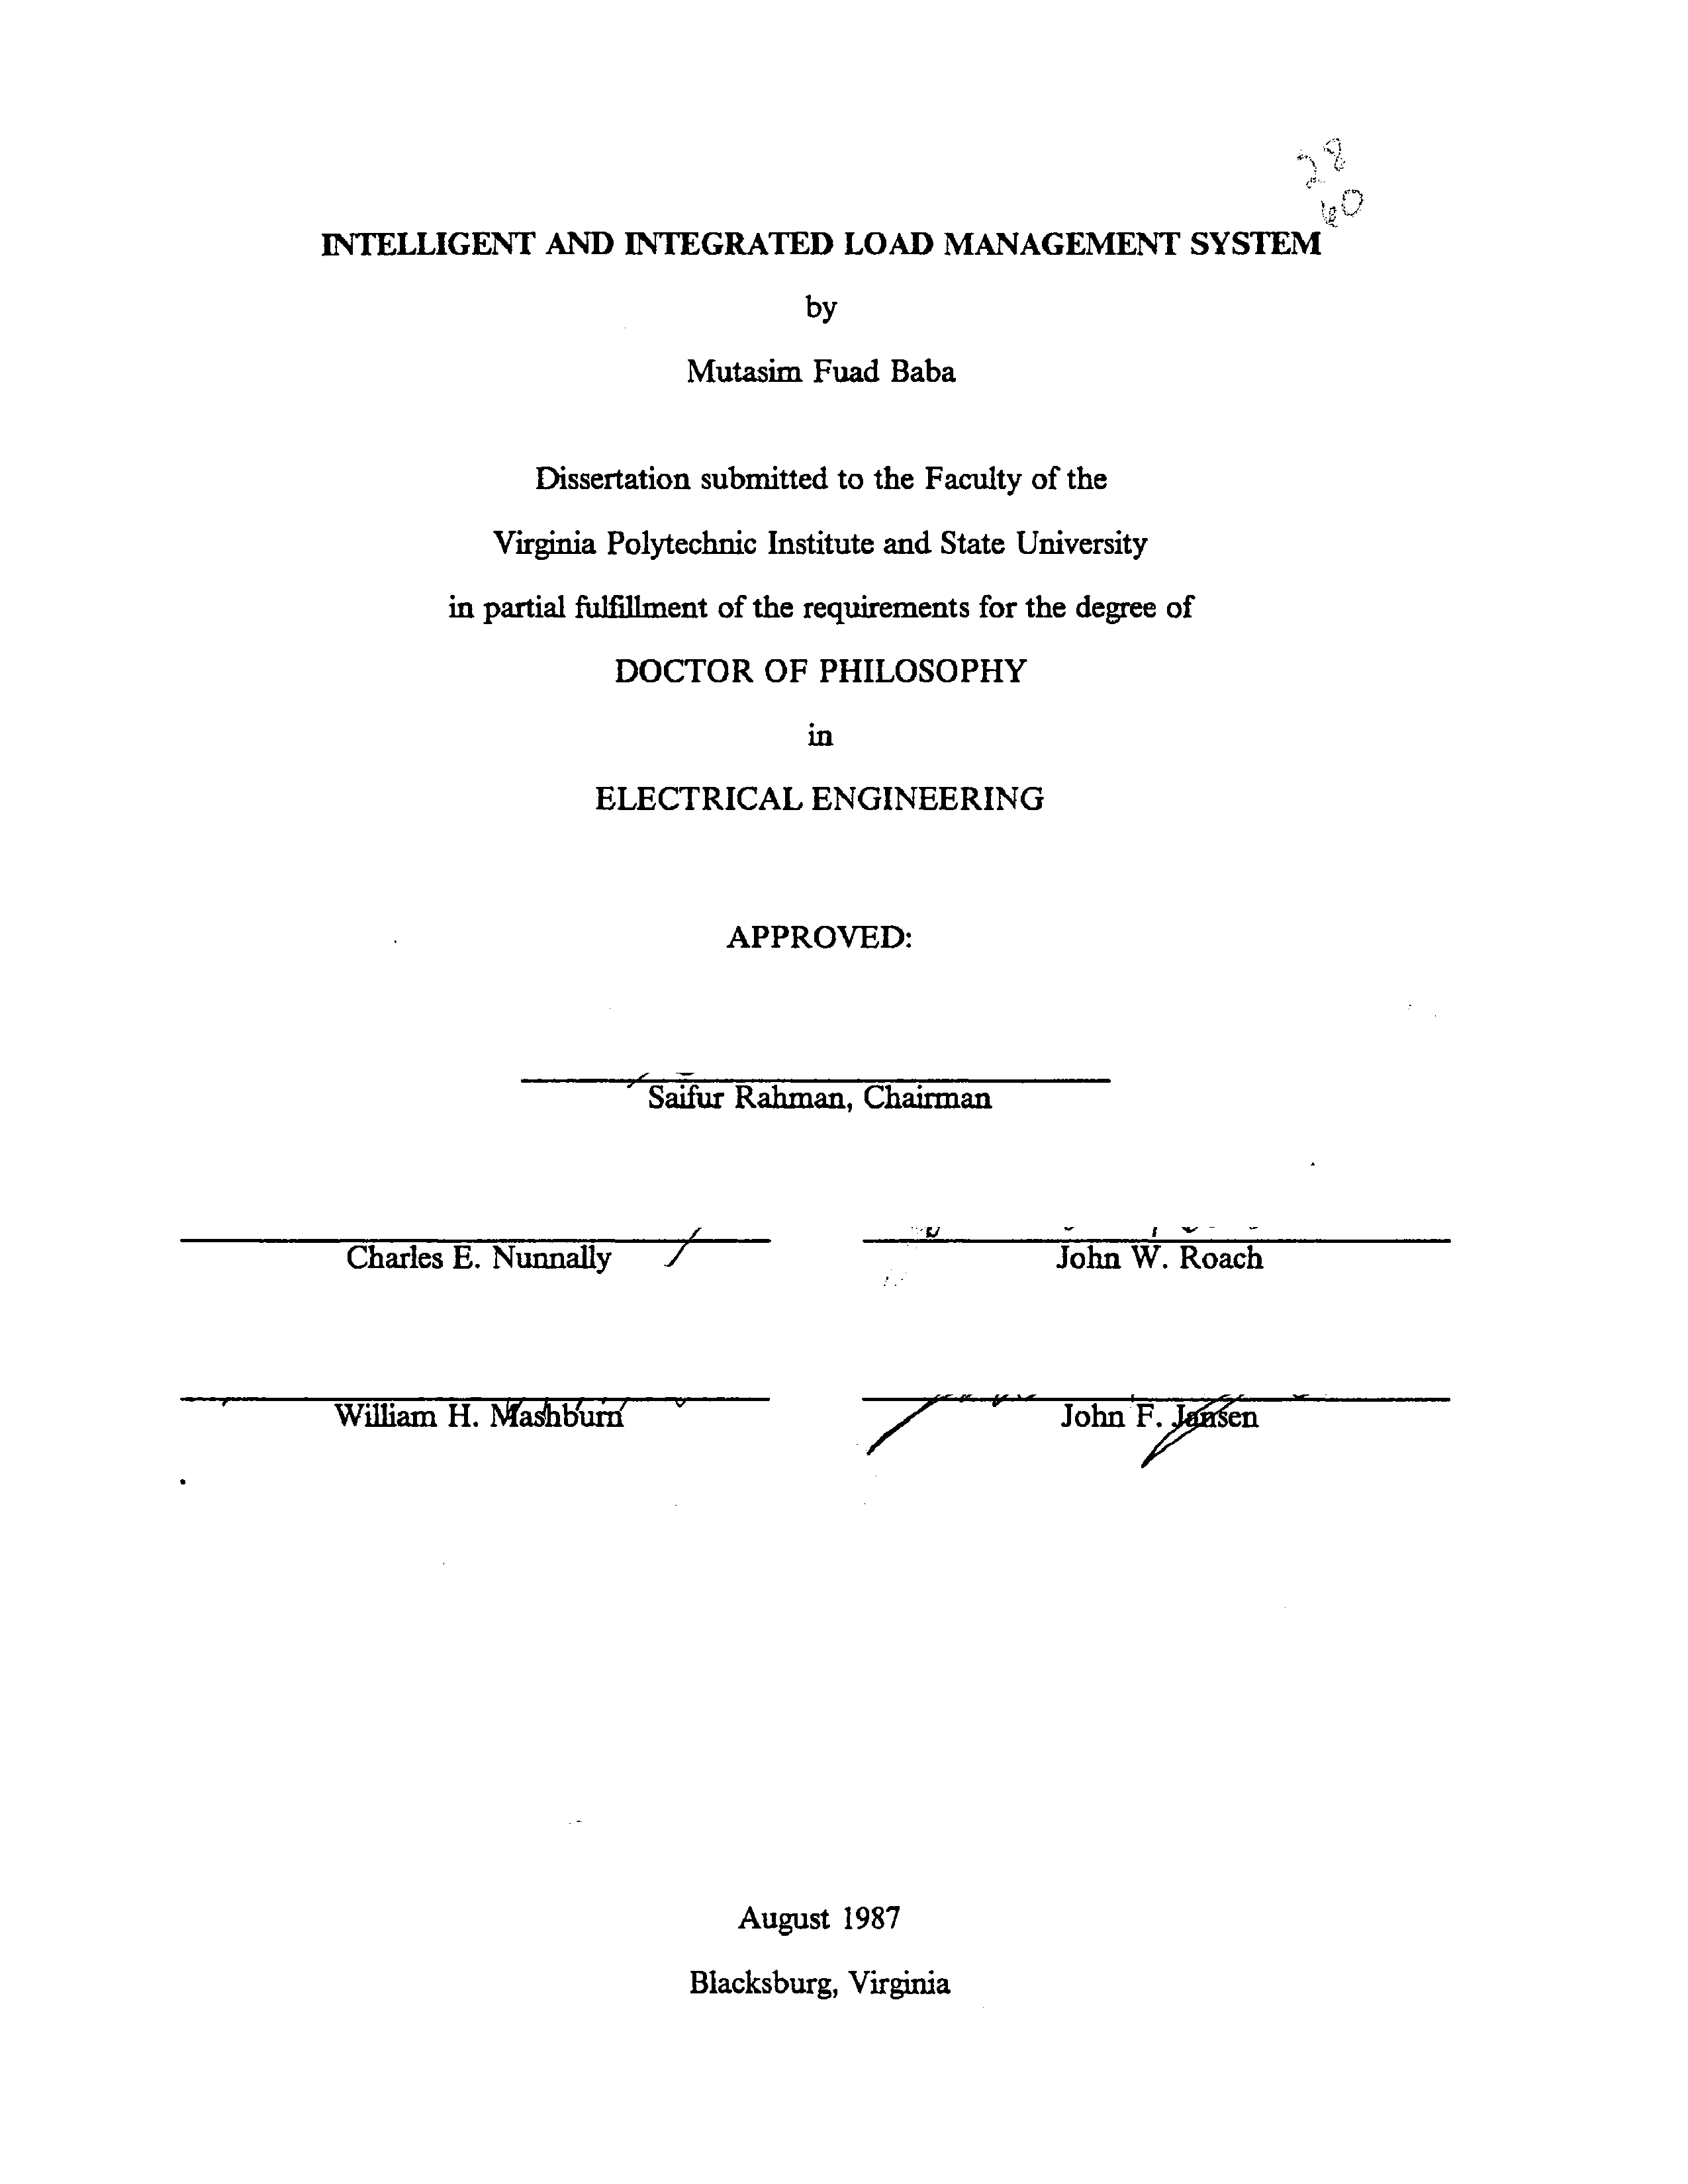 28
60
INTELLIGENT AND INTEGRATED LOAD MANAGEMENT SYSTEM
by
Mutasim Fuad Baba
Dissertation submitted to the Faculty of the
Virginia Polytechnic Institute and State University
in partial fulfillment of the requirements for the degree of
DOCTOR OF PHILOSOPHY
in
ELECTRICAL ENGINEERING
APPROVED:
Saifur Rahman, Chairman
Charles E. Nunnally
John W. Roach
William H. Mashburn
John F. Jansen
August 1987
Blacksburg, Virginia